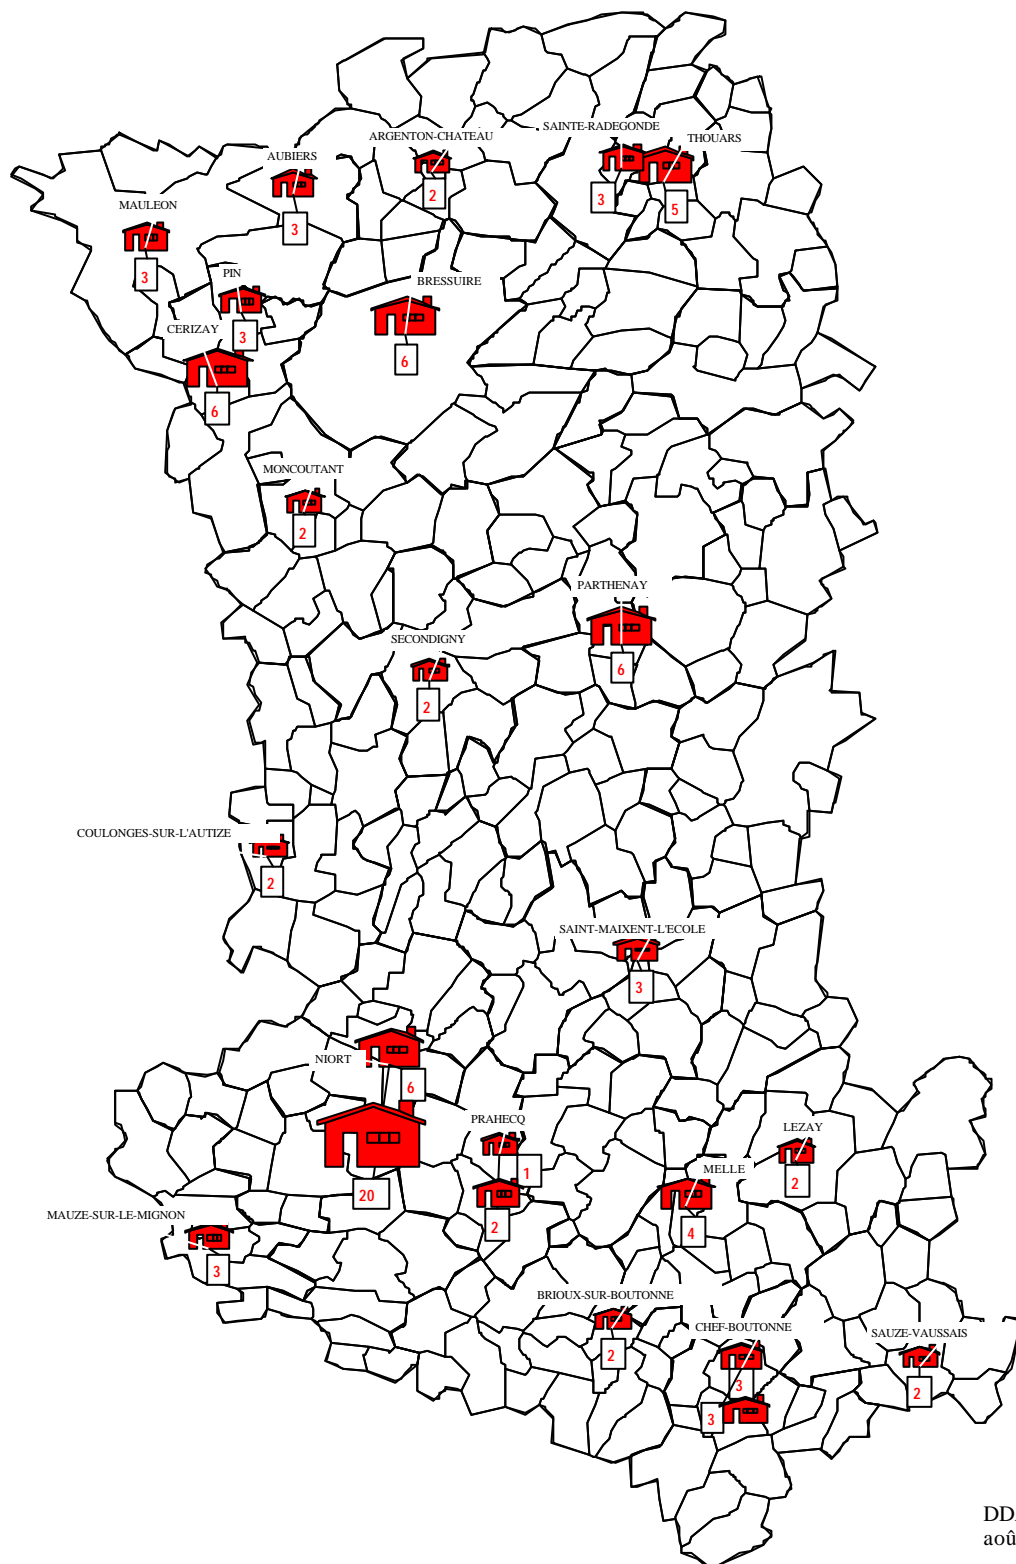 SAINTE-RADEGONDE
ARGENTON-CHATEAU
THOUARS
AUBIERS
2
3
5
MAULEON
3
3
PIN
BRESSUIRE
CERIZAY
3
6
6
MONCOUTANT
2
PARTHENAY
SECONDIGNY
6
2
COULONGES-SUR-L'AUTIZE
2
SAINT-MAIXENT-L'ECOLE
3
NIORT
6
PRAHECQ
LEZAY
1
MELLE
20
2
2
MAUZE-SUR-LE-MIGNON
4
3
BRIOUX-SUR-BOUTONNE
CHEF-BOUTONNE
SAUZE-VAUSSAIS
2
3
2
3